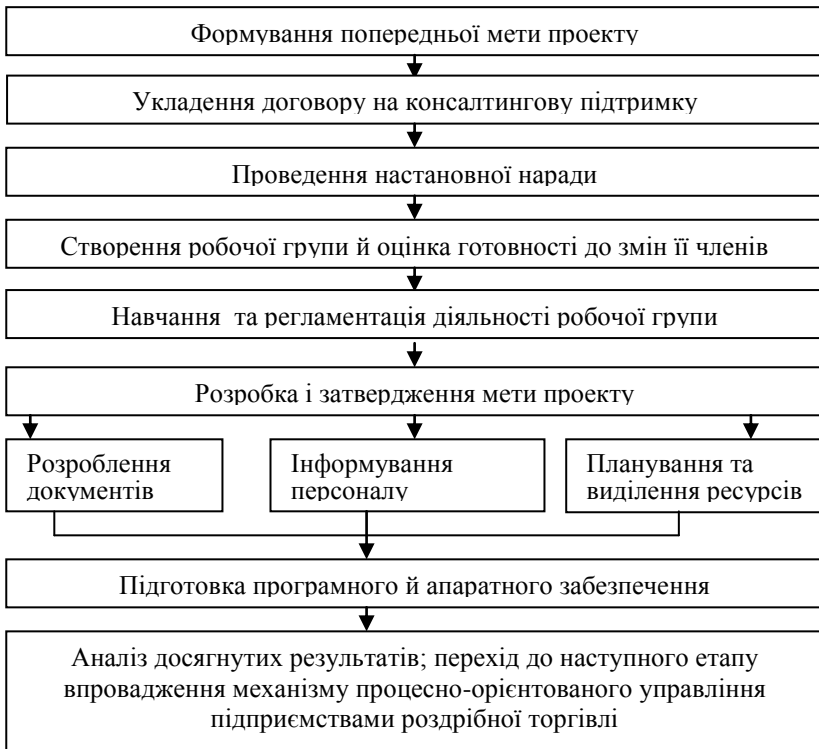 Формування попередньої мети проекту
Укладення договору на консалтингову підтримку
Проведення настановної наради
Створення робочої групи й оцінка готовності до змін її членів
Навчання та регламентація діяльності робочої групи
Розробка і затвердження мети проекту
Розроблення
документів
Інформування
персоналу
Планування та
виділення ресурсів
Підготовка програмного й апаратного забезпечення
Аналіз досягнутих результатів; перехід до наступного етапу
впровадження механізму процесно-орієнтованого управління
підприємствами роздрібної торгівлі